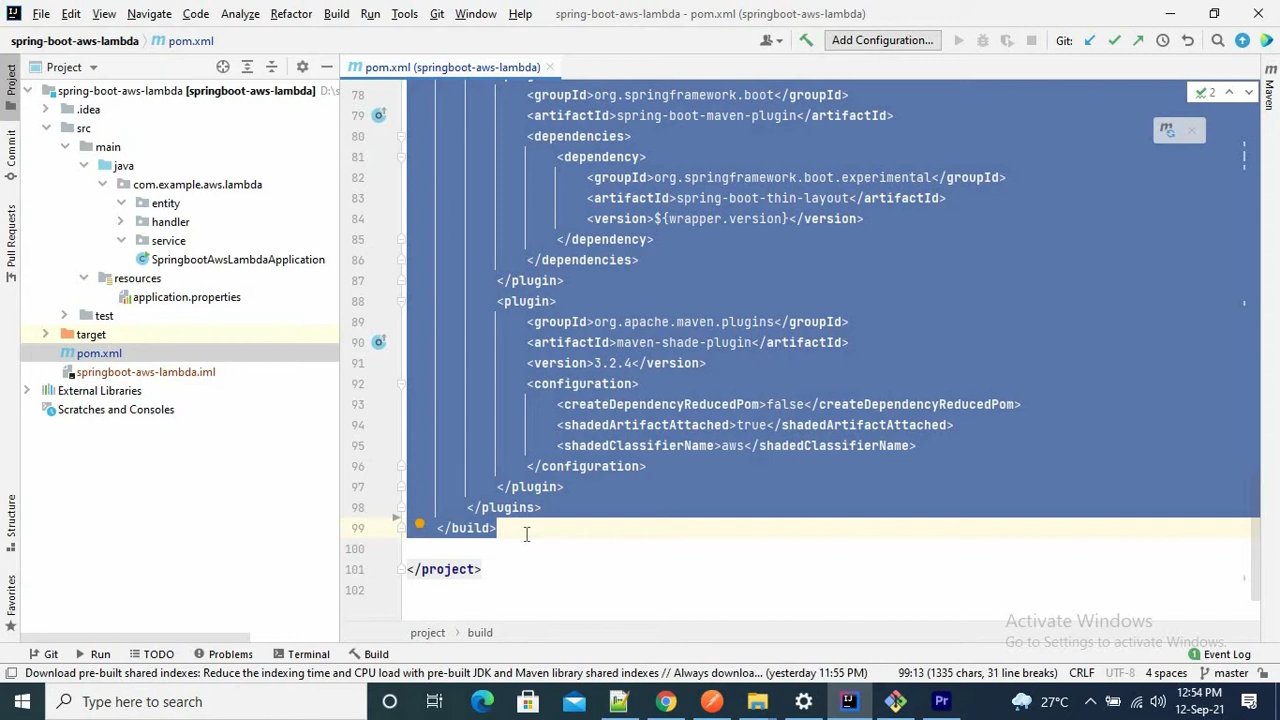 File Edit View Navigate Code Analyze Refactor Build Run Tools Git Window Help spring-boot-aws-lambda - pom.xml (springboot-aws-lambda)
spring-boot-aws-lambda pom.xml Add Configuration... Git:
Project pom.xml (springboot-aws-lambda)
spring-boot-aws-lambda [springboot-aws-lambda] D:\s
.idea
src
main
java
com.example.aws.lambda
entity
handler
service
SpringbootAwsLambdaApplication
resources
application.properties
test
target
pom.xml
springboot-aws-lambda.iml
External Libraries
Scratches and Consoles
Project
Commit
Pull Requests
Structure
Favorites
Maven
2
78 <groupId>org.springframework.boot</groupId>
79 <artifactId>spring-boot-maven-plugin</artifactId>
80 <dependencies>
81 <dependency>
82 <groupId>org.springframework.boot.experimental</groupId>
83 <artifactId>spring-boot-thin-layout</artifactId>
84 <version>${wrapper.version}</version>
85 </dependency>
86 </dependencies>
87 </plugin>
88 <plugin>
89 <groupId>org.apache.maven.plugins</groupId>
90 <artifactId>maven-shade-plugin</artifactId>
91 <version>3.2.4</version>
92 <configuration>
93 <createDependencyReducedPom>false</createDependencyReducedPom>
94 <shadedArtifactAttached>true</shadedArtifactAttached>
95 <shadedClassifierName>aws</shadedClassifierName>
96 </configuration>
97 </plugin>
98 </plugins>
99 </build>
100
101 </project>
102
Activate Windows
Go to Settings to activate Windows.
project build
Git Run TODO Problems Terminal Build Event Log
Download pre-built shared indexes: Reduce the indexing time and CPU load with pre-built JDK and Maven library shared indexes // Always downloa... (yesterday 11:55 PM) 99:13 (1335 chars, 31 line breaks) CRLF UTF-8 4 spaces master
Type here to search 27°C 12:54 PM
12-Sep-21